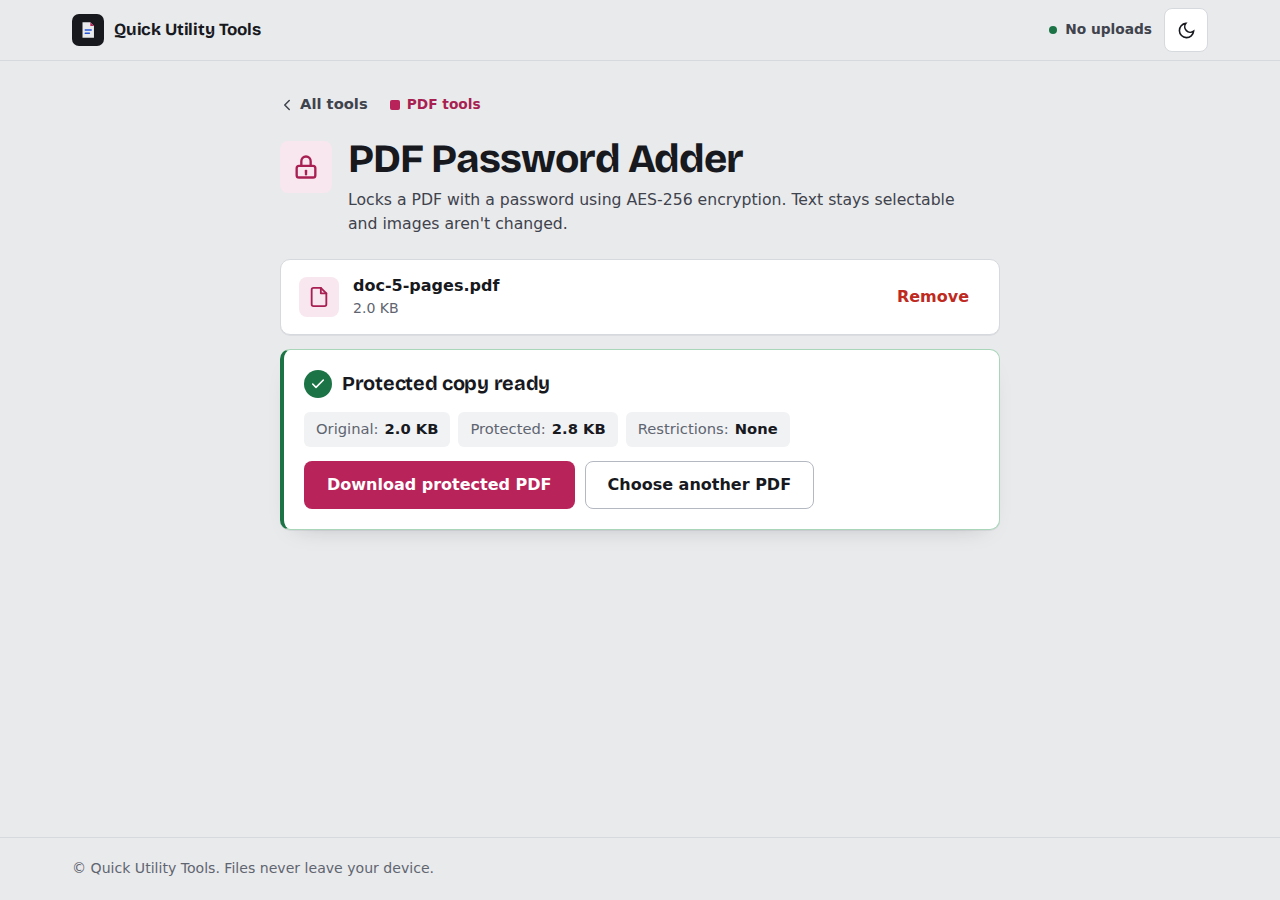 Quick Utility Tools
No uploads
All tools
PDF tools
PDF Password Adder
Locks a PDF with a password using AES-256 encryption. Text stays selectable
and images aren't changed.
doc-5-pages.pdf
2.0 KB
Remove
Protected copy ready
Original: 2.0 KB
Protected: 2.8 KB
Restrictions: None
Download protected PDF
Choose another PDF
© Quick Utility Tools. Files never leave your device.